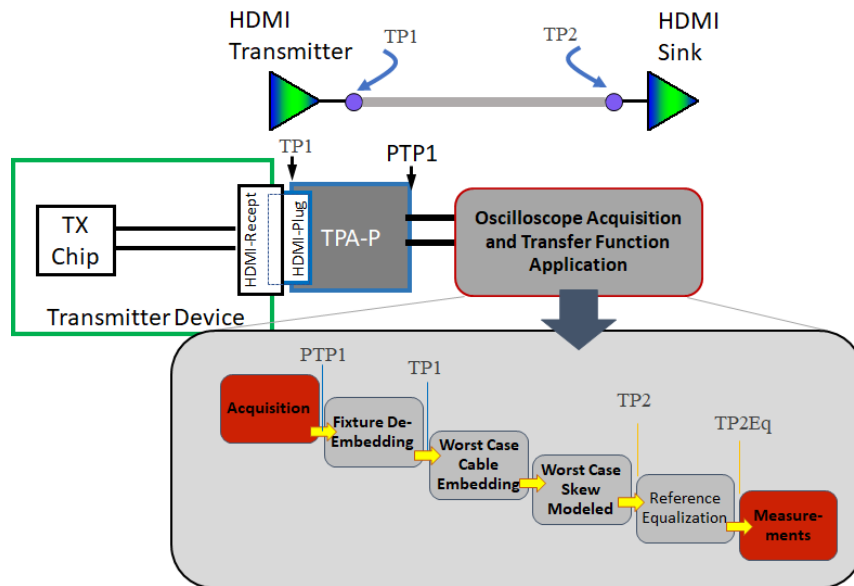 HDMI
Transmitter
TP1
TP2
HDMI
Sink
TP1
PTP1
TX
Chip
HDMI-Recept
HDMI-Plug
TPA-P
Oscilloscope Acquisition
and Transfer Function
Application
Transmitter Device
PTP1
TP1
TP2
TP2Eq
Acquisition
Fixture De-
Embedding
Worst Case
Cable
Embedding
Worst Case
Skew
Modeled
Reference
Equalization
Measure-
ments